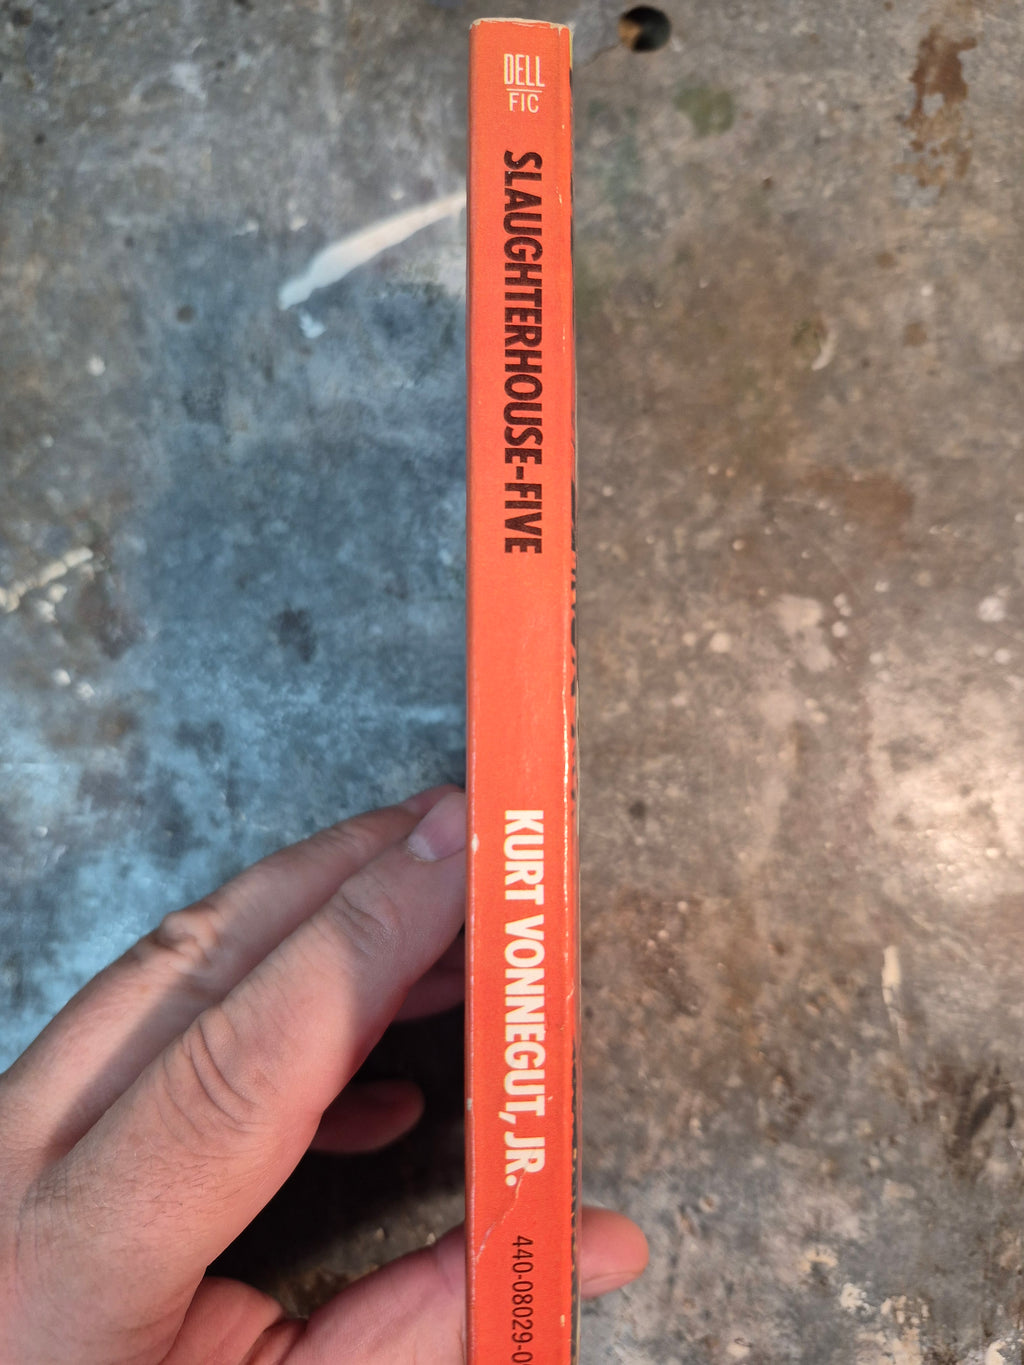 DELL
FIC
SLAUGHTERHOUSE-FIVE
KURT VONNEGUT, JR.
440-08029-0